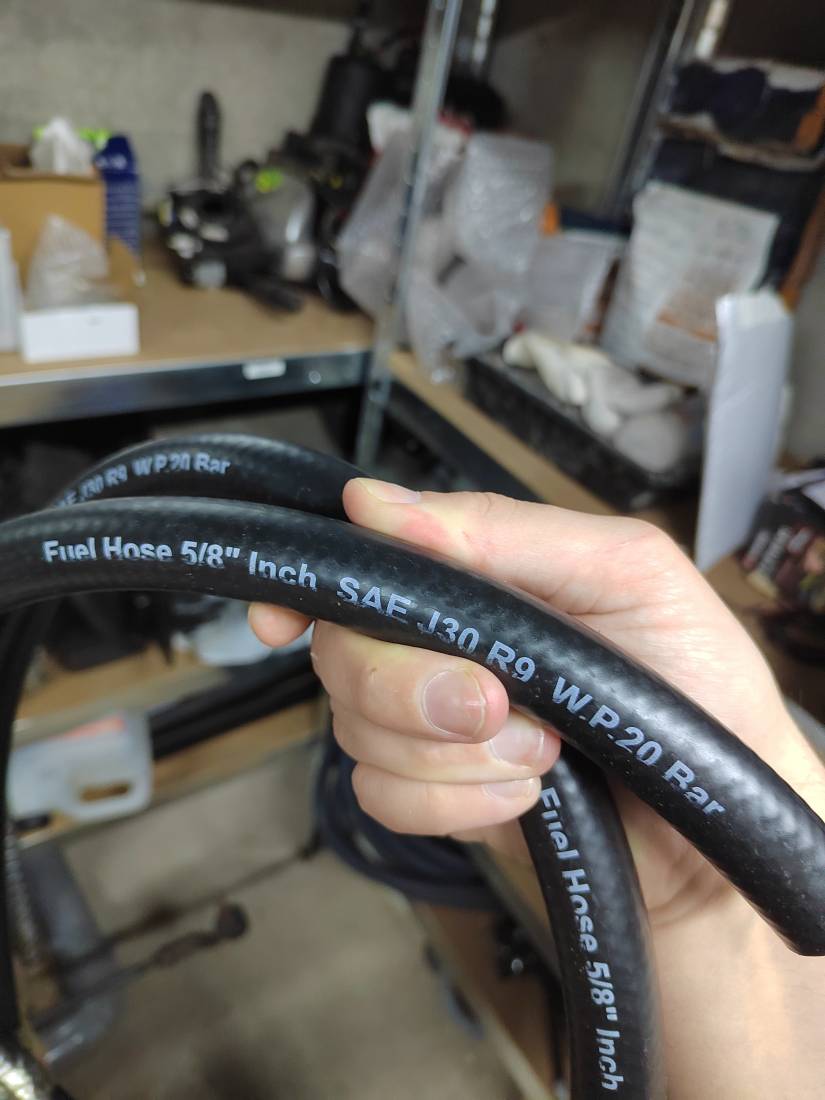 SAE J30 R9 W.P.20 Bar
Fuel Hose 5/8" Inch SAE J30 R9 W.P.20 Bar
Fuel Hose 5/8" Inch